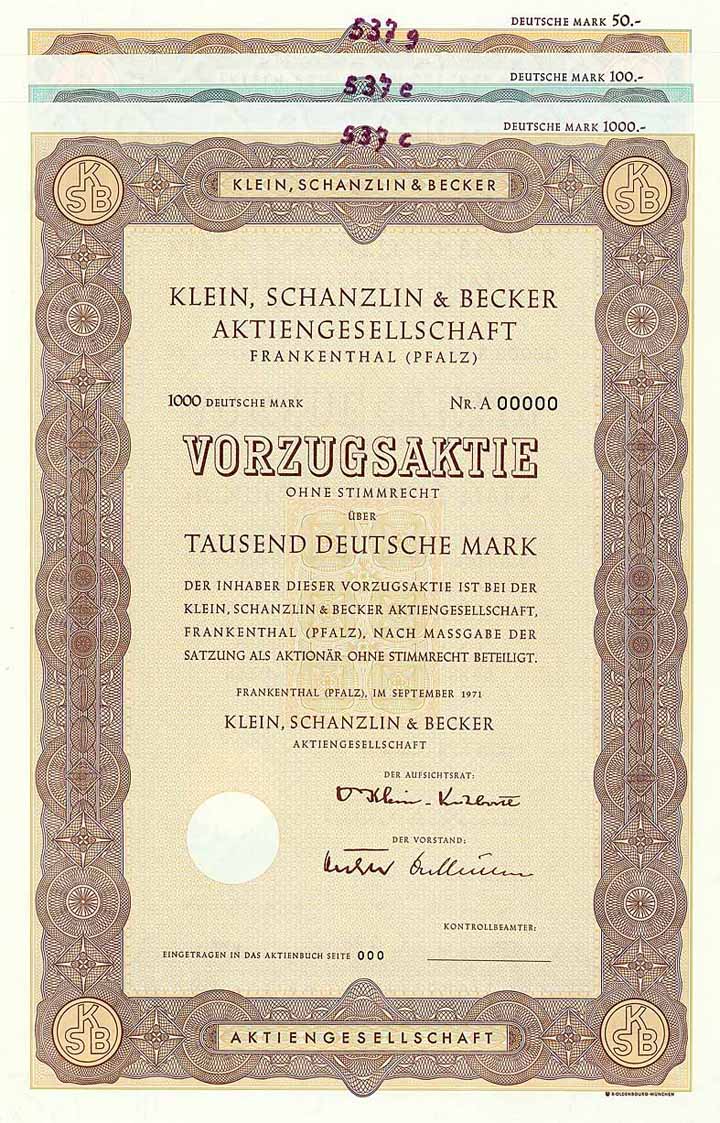 DEUTSCHE MARK 50.-
537 g
DEUTSCHE MARK 100.-
537 e
DEUTSCHE MARK 1000.-
537 c
KSB
KLEIN, SCHANZLIN & BECKER
KSB
KLEIN, SCHANZLIN & BECKER
AKTIENGESELLSCHAFT
FRANKENTHAL (PFALZ)
1000 DEUTSCHE MARK NR. A 00000
VORZUGSAKTIE
OHNE STIMMRECHT
ÜBER
TAUSEND DEUTSCHE MARK
DER INHABER DIESER VORZUGSAKTIE IST BEI DER
KLEIN, SCHANZLIN & BECKER AKTIENGESELLSCHAFT,
FRANKENTHAL (PFALZ), NACH MASSGABE DER
SATZUNG ALS AKTIONÄR OHNE STIMMRECHT BETEILIGT.
FRANKENTHAL (PFALZ), IM SEPTEMBER 1971
KLEIN, SCHANZLIN & BECKER
AKTIENGESELLSCHAFT
DER AUFSICHTSRAT:
DER VORSTAND:
KONTROLLBEAMTER:
EINGETRAGEN IN DAS AKTIENBUCH SEITE 000
KSB
AKTIENGESELLSCHAFT
KSB
R·OLDENBOURG·MÜNCHEN